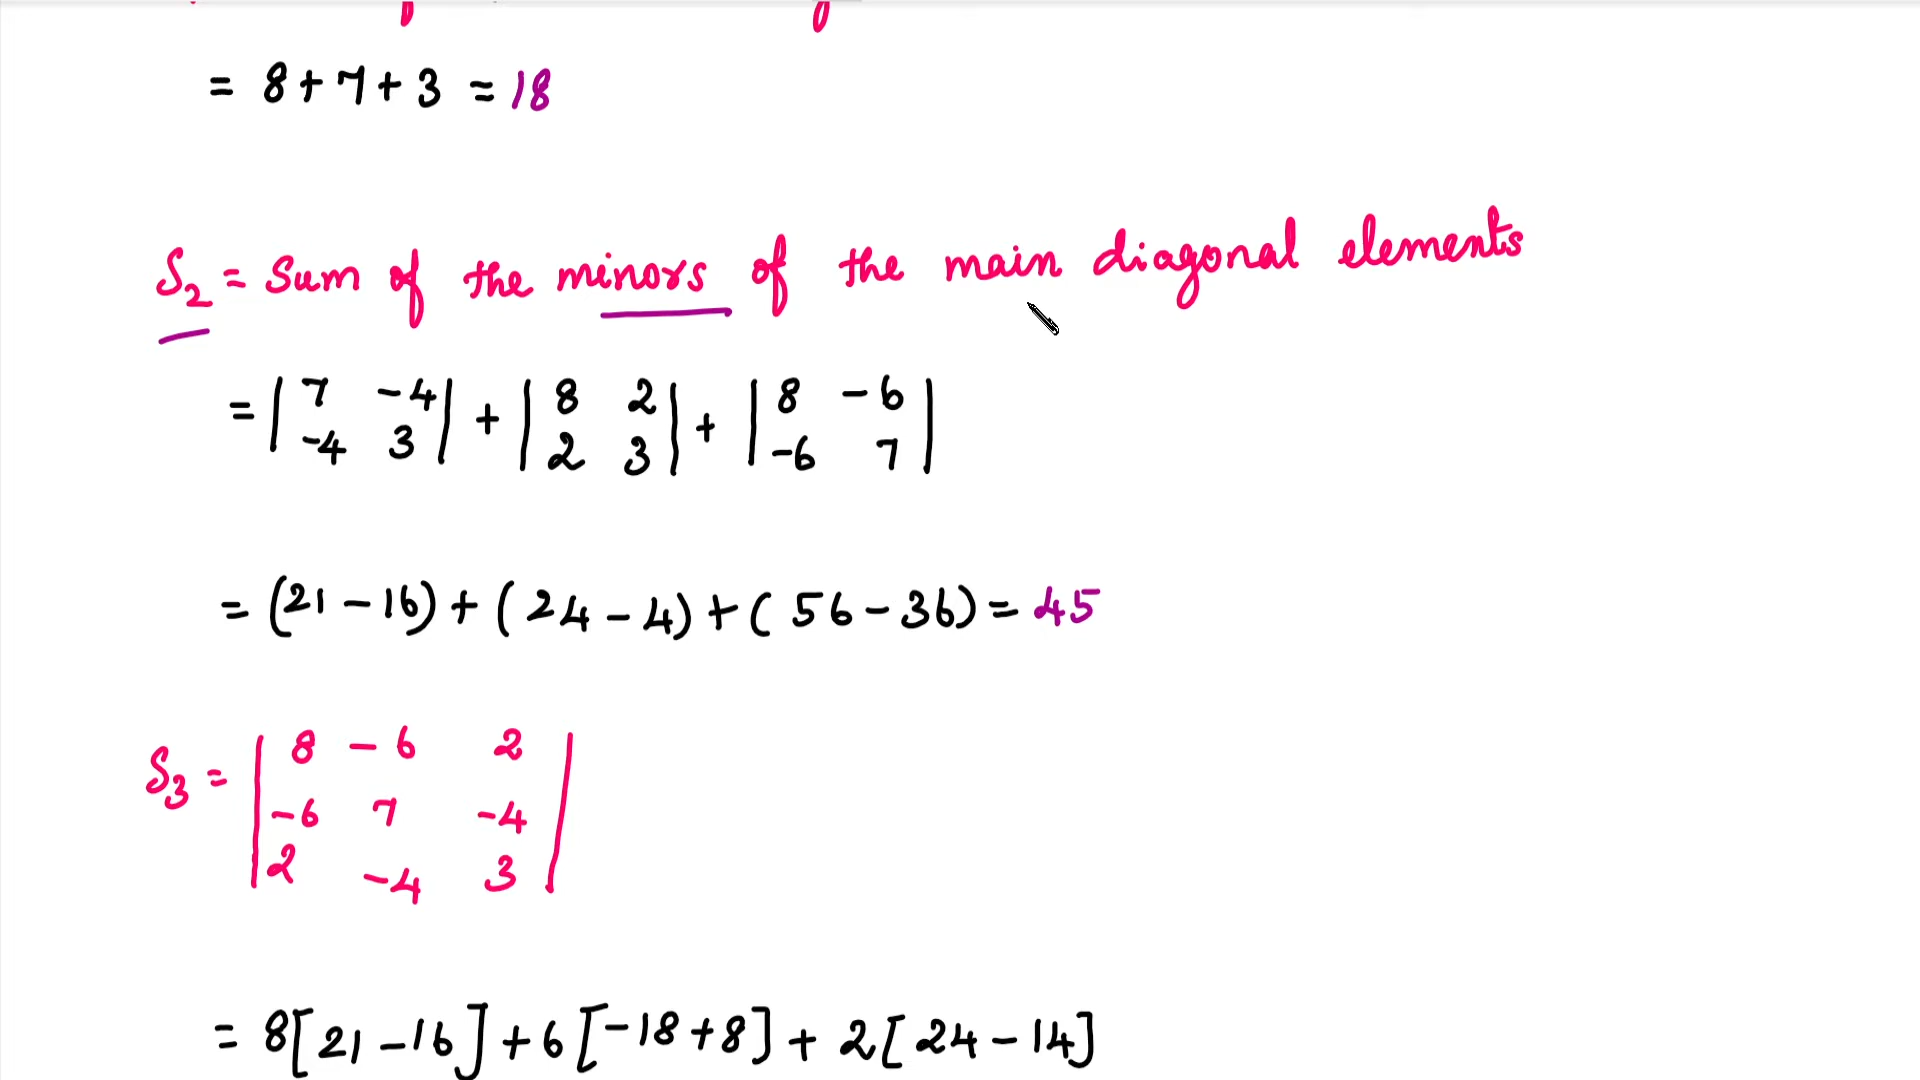 = 8 + 7 + 3 = 18
S₂ = Sum of the minors of the main diagonal elements
= | 7 -4 | + | 8 2 | + | 8 -6 |
| -4 3 | | 2 3 | | -6 7 |
= (21 - 16) + (24 - 4) + (56 - 36) = 45
| 8 -6 2 |
S₃ = | -6 7 -4 |
| 2 -4 3 |
= 8[21 - 16] + 6[-18 + 8] + 2[24 - 14]